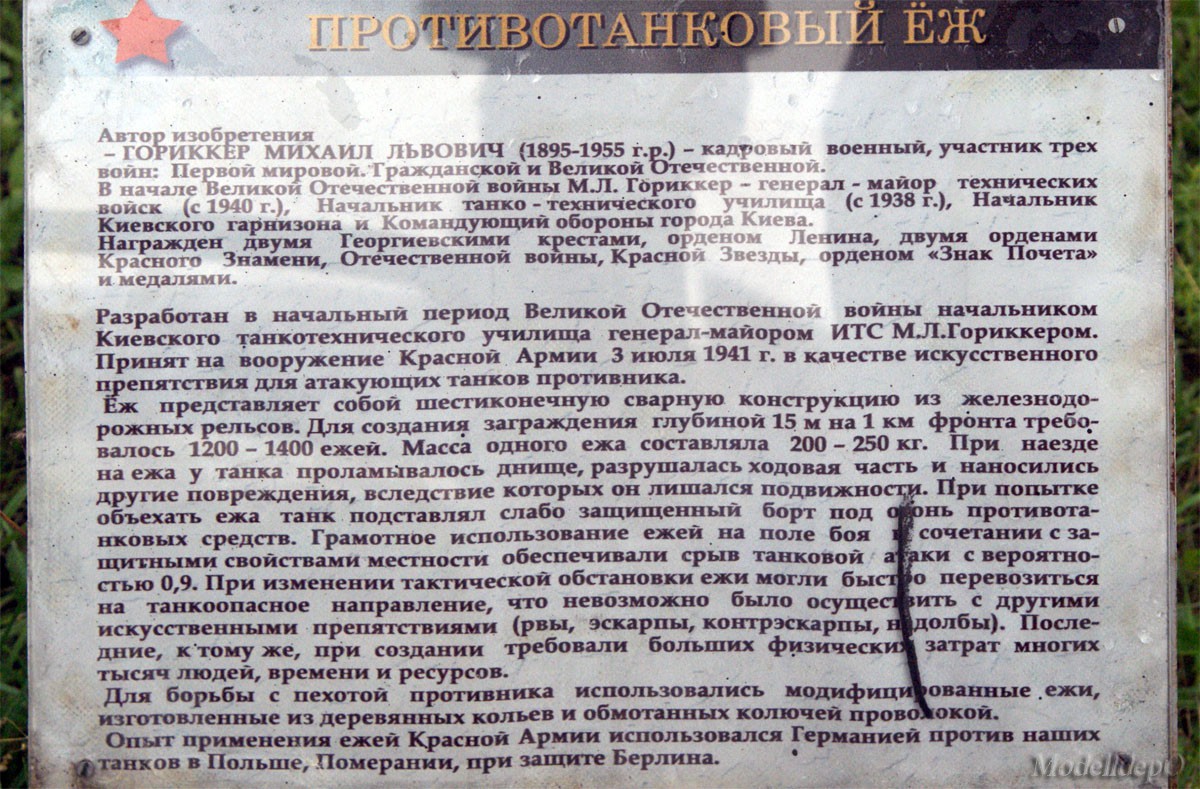 ПРОТИВОТАНКОВЫЙ ЁЖ
Автор изобретения
– ГОРИККЕР МИХАИЛ ЛЬВОВИЧ (1895-1955 г.р.) – кадровый военный, участник трех
войн: Первой мировой. Гражданской и Великой Отечественной.
В начале Великой Отечественной войны М.Л. Гориккер – генерал - майор технических
войск (с 1940 г.), Начальник танко - технического училища (с 1938 г.), Начальник
Киевского гарнизона и Командующий обороны города Киева.
Награжден двумя Георгиевскими крестами, орденом Ленина, двумя орденами
Красного Знамени, Отечественной войны, Красной Звезды, орденом «Знак Почета»
и медалями.
Разработан в начальный период Великой Отечественной войны начальником
Киевского танкотехнического училища генерал-майором ИТС М.Л.Гориккером.
Принят на вооружение Красной Армии 3 июля 1941 г. в качестве искусственного
препятствия для атакующих танков противника.
Ёж представляет собой шестиконечную сварную конструкцию из железнодо-
рожных рельсов. Для создания заграждения глубиной 15 м на 1 км фронта требо-
валось 1200 – 1400 ежей. Масса одного ежа составляла 200 – 250 кг. При наезде
на ежа у танка проламывалось днище, разрушалась ходовая часть и наносились
другие повреждения, вследствие которых он лишался подвижности. При попытке
объехать ежа танк подставлял слабо защищенный борт под огонь противота-
нковых средств. Грамотное использование ежей на поле боя в сочетании с за-
щитными свойствами местности обеспечивали срыв танковой атаки с вероятно-
стью 0,9. При изменении тактической обстановки ежи могли быстро перевозиться
на танкоопасное направление, что невозможно было осуществить с другими
искусственными препятствиями (рвы, эскарпы, контрэскарпы, надолбы). После-
дние, к тому же, при создании требовали больших физических затрат многих
тысяч людей, времени и ресурсов.
Для борьбы с пехотой противника использовались модифицированные ежи,
изготовленные из деревянных кольев и обмотанных колючей проволокой.
Опыт применения ежей Красной Армии использовался Германией против наших
танков в Польше, Померании, при защите Берлина.
ModelldepO